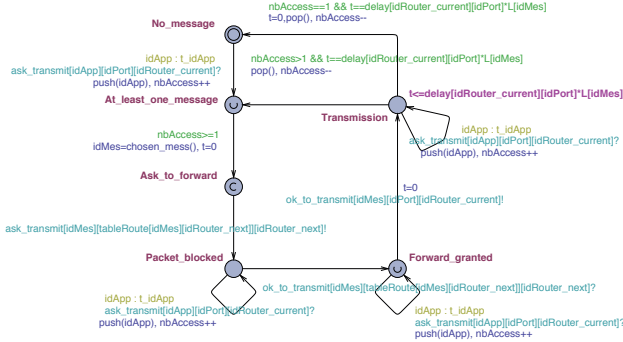 nbAccess==1 && t==delay[idRouter_current][idPort]*L[idMes]
t=0,pop(), nbAccess--
No_message
idApp : t_idApp
ask_transmit[idApp][idPort][idRouter_current]?
push(idApp), nbAccess++
nbAccess>1 && t==delay[idRouter_current][idPort]*L[idMes]
pop(), nbAccess--
At_least_one_message
t<=delay[idRouter_current][idPort]*L[idMes]
Transmission
idApp : t_idApp
ask_transmit[idApp][idPort][idRouter_current]?
push(idApp), nbAccess++
nbAccess>=1
idMes=chosen_mess(), t=0
Ask_to_forward
t=0
ok_to_transmit[idMes][idPort][idRouter_current]!
ask_transmit[idMes][tableRoute[idMes][idRouter_next]][idRouter_next]!
Packet_blocked
Forward_granted
ok_to_transmit[idMes][tableRoute[idMes][idRouter_next]][idRouter_next]?
idApp : t_idApp
ask_transmit[idApp][idPort][idRouter_current]?
push(idApp), nbAccess++
idApp : t_idApp
ask_transmit[idApp][idPort][idRouter_current]?
push(idApp), nbAccess++